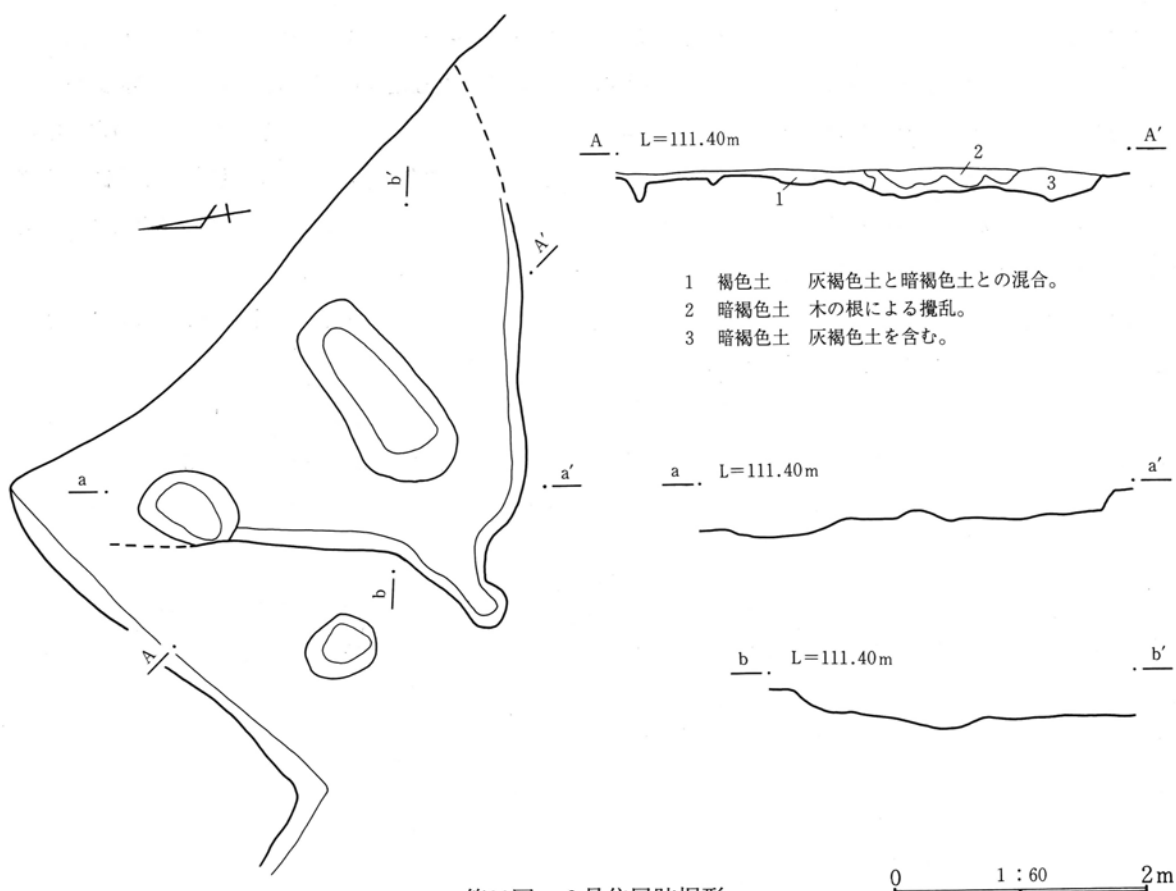 A L＝111.40m A′
2
1
3
1 褐色土 灰褐色土と暗褐色土との混合。
2 暗褐色土 木の根による攪乱。
3 暗褐色土 灰褐色土を含む。
b′
A′
a
a′
b
A
a L＝111.40m a′
b L＝111.40m b′
0 1：60 2m